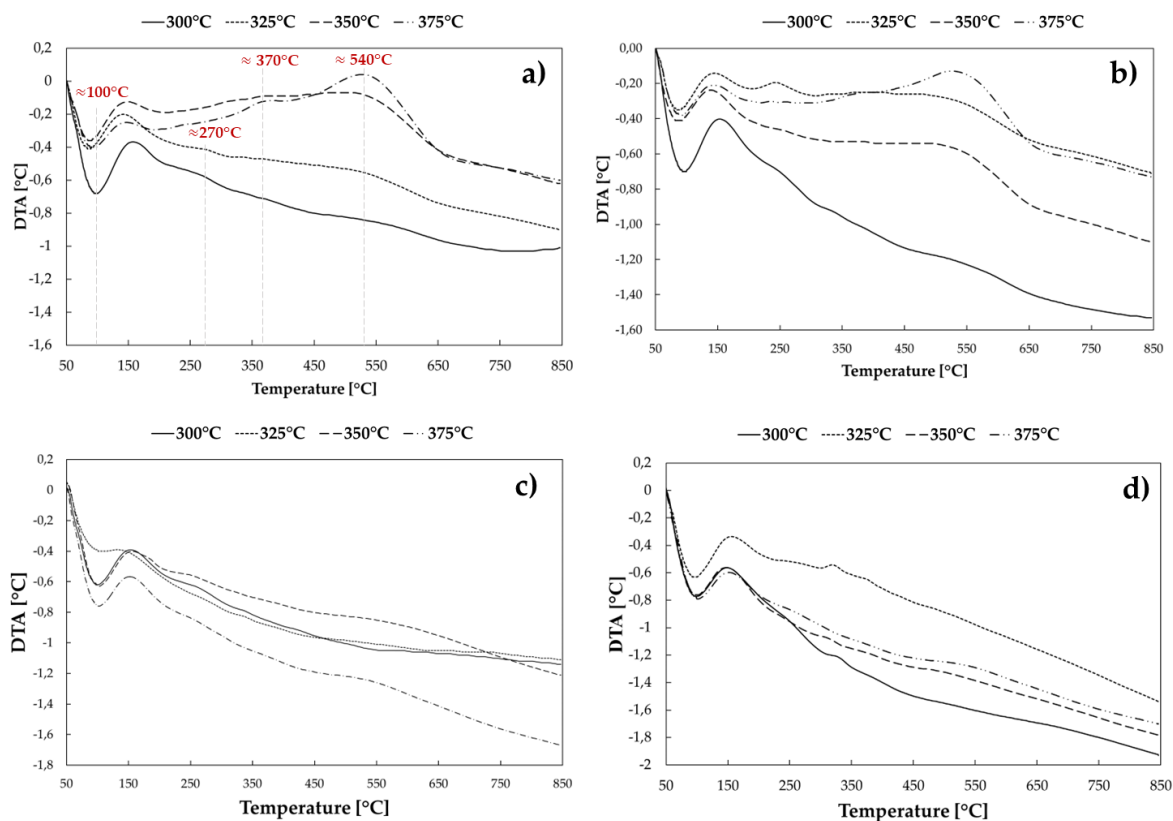 300°C 325°C 350°C 375°C
a)
≈ 370°C ≈ 540°C
≈100°C
≈270°C
DTA [°C]
0,2
0
-0,2
-0,4
-0,6
-0,8
-1
-1,2
-1,4
-1,6
50 150 250 350 450 550 650 750 850
Temperature [°C]
300°C 325°C 350°C 375°C
b)
DTA [°C]
0,00
-0,20
-0,40
-0,60
-0,80
-1,00
-1,20
-1,40
-1,60
50 150 250 350 450 550 650 750 850
Temperature [°C]
300°C 325°C 350°C 375°C
c)
DTA [°C]
0,2
0
-0,2
-0,4
-0,6
-0,8
-1
-1,2
-1,4
-1,6
-1,8
50 150 250 350 450 550 650 750 850
Temperature [°C]
300°C 325°C 350°C 375°C
d)
DTA [°C]
0,2
0
-0,2
-0,4
-0,6
-0,8
-1
-1,2
-1,4
-1,6
-1,8
-2
50 150 250 350 450 550 650 750 850
Temperature [°C]